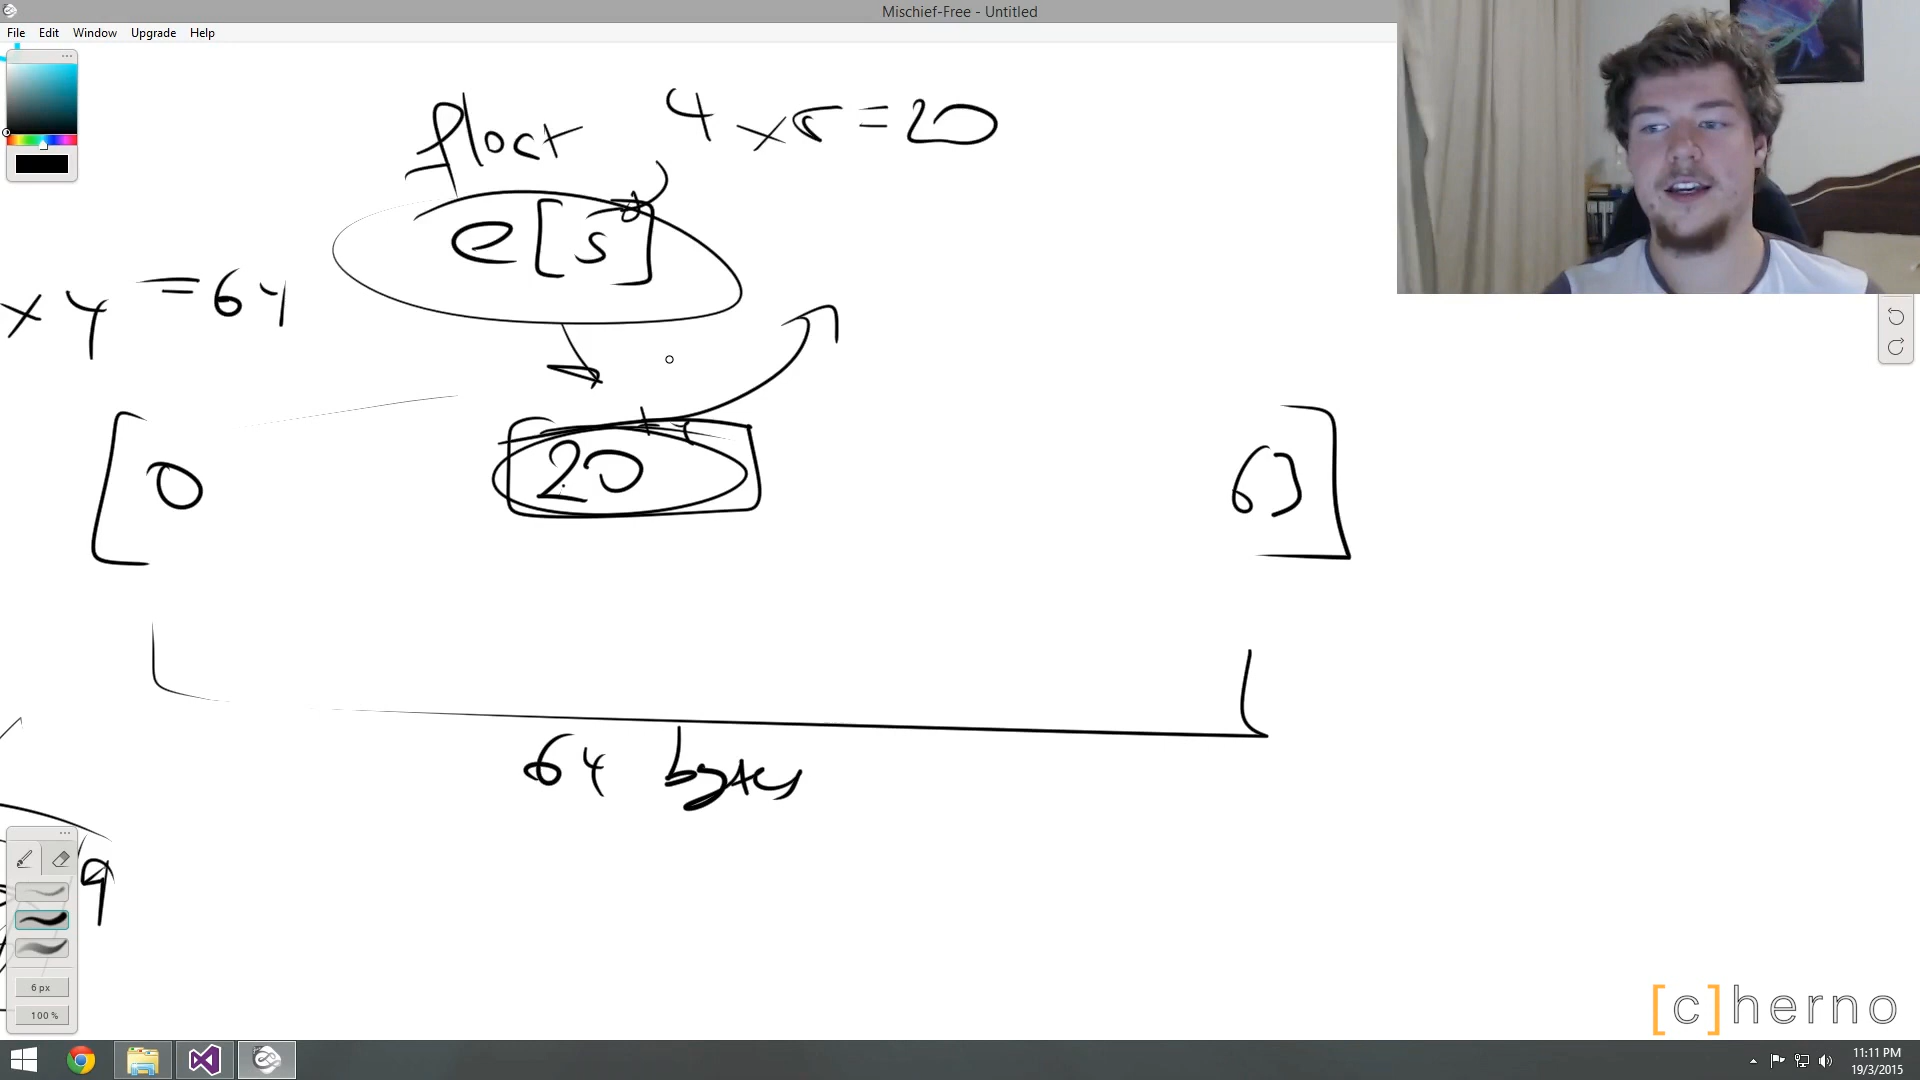 Mischief-Free - Untitled
File Edit Window Upgrade Help
float 4 x 5 = 20
e[5]
x 4 = 64
[0 20 63]
64 bytes
9
6 px
100 %
[c]herno
11:11 PM
19/3/2015